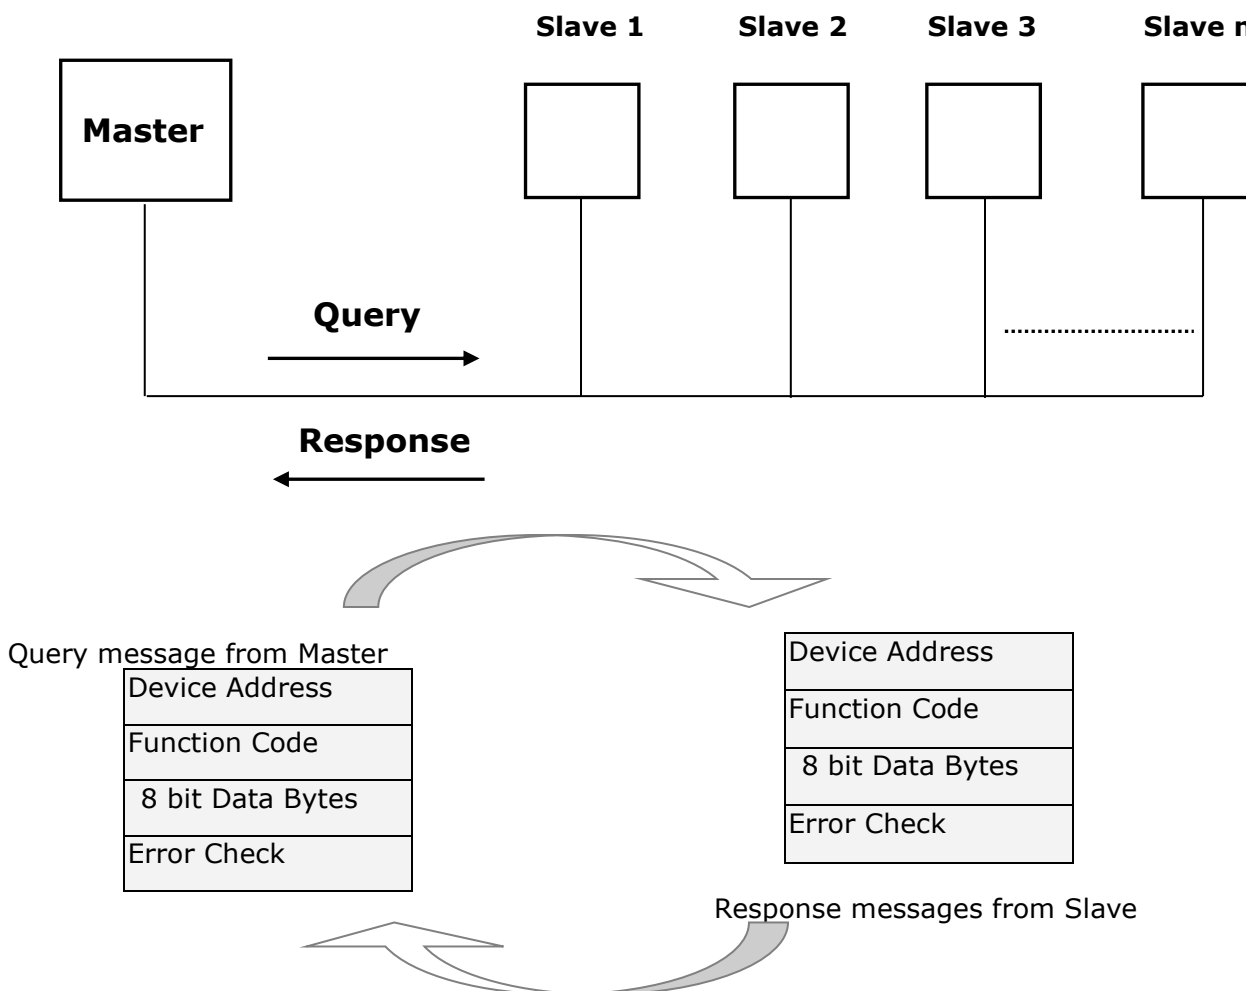 Slave 1 Slave 2 Slave 3 Slave n
Master
Query
Response
Query message from Master
Device Address
Function Code
8 bit Data Bytes
Error Check
Device Address
Function Code
8 bit Data Bytes
Error Check
Response messages from Slave